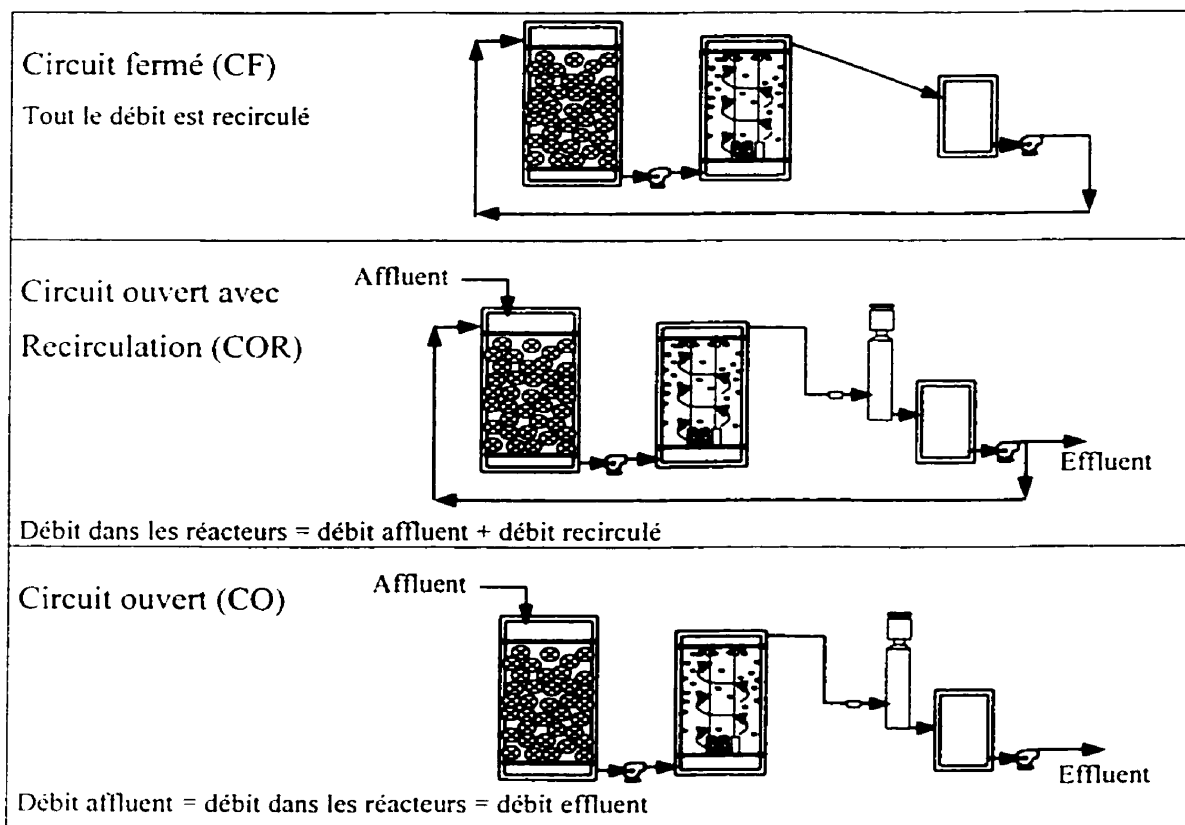 Circuit fermé (CF)
Tout le débit est recirculé
Affluent
Circuit ouvert avec
Recirculation (COR)
Effluent
Débit dans les réacteurs = débit affluent + débit recirculé
Affluent
Circuit ouvert (CO)
Effluent
Débit affluent = débit dans les réacteurs = débit effluent